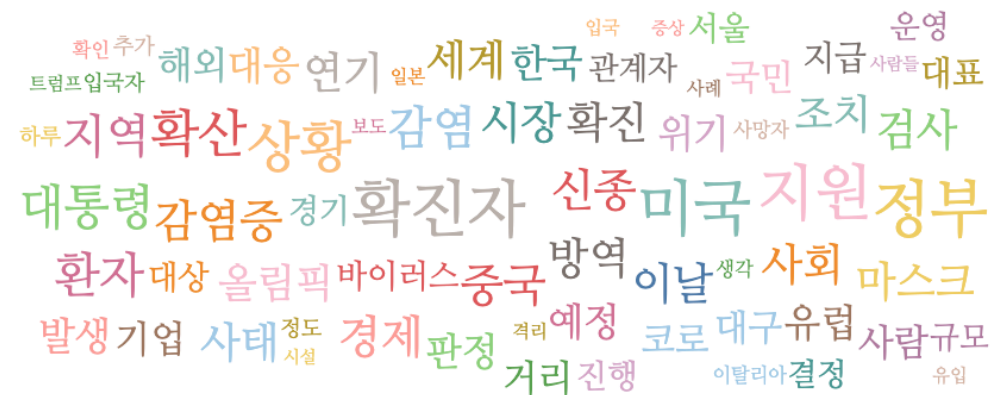 입국 증상 서울 운영
확인 추가 해외 대응 연기 일본 세계 한국 관계자 사례 국민 지급 사람들 대표
트럼프 입국자
하루 지역 확산 상황 보도 감염 시장 확진 위기 사망자 조치 검사
대통령 감염증 경기 확진자 신종 미국 지원 정부
환자 대상 올림픽 바이러스 중국 방역 이날 생각 사회 마스크
발생 기업 사태 정도 경제 판정 격리 예정 코로 대구 유럽 사람 규모
시설 거리 진행 이탈리아 결정 유입